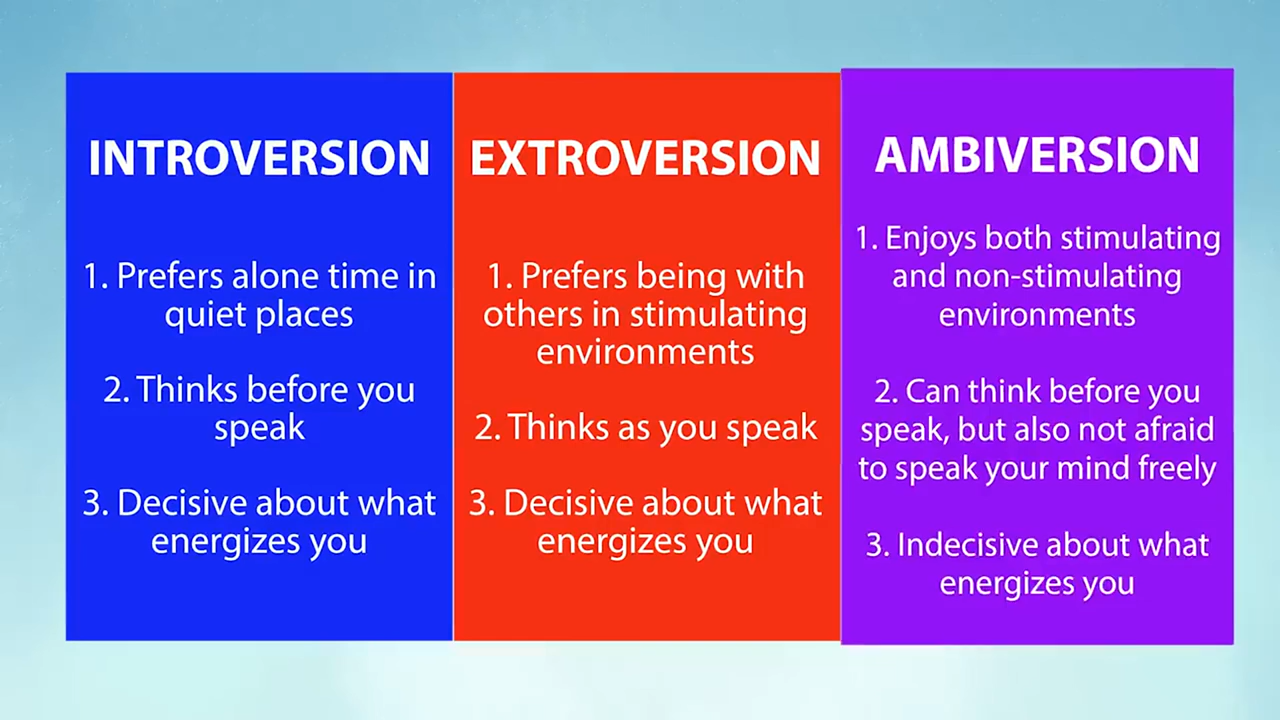 INTROVERSION
1. Prefers alone time in
quiet places
2. Thinks before you
speak
3. Decisive about what
energizes you
EXTROVERSION
1. Prefers being with
others in stimulating
environments
2. Thinks as you speak
3. Decisive about what
energizes you
AMBIVERSION
1. Enjoys both stimulating
and non-stimulating
environments
2. Can think before you
speak, but also not afraid
to speak your mind freely
3. Indecisive about what
energizes you